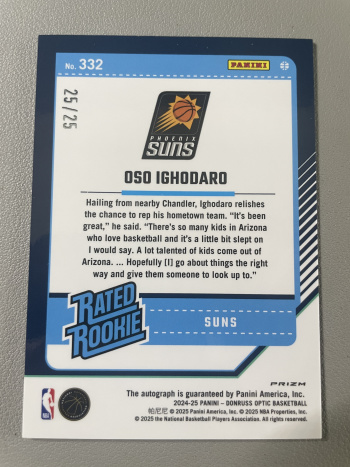 No. 332
PANINI
25/25
PHOENIX
SUNS
OSO IGHODARO
Hailing from nearby Chandler, Ighodaro relishes
the chance to rep his hometown team. "It's been
great," he said. "There's so many kids in Arizona
who love basketball and it's a little bit slept on
I would say. A lot talented of kids come out of
Arizona. ... Hopefully [I] go about things the right
way and give them someone to look up to."
RATED
ROOKIE
SUNS
PRIZM
The autograph is guaranteed by Panini America, Inc.
2024-25 PANINI – DONRUSS OPTIC BASKETBALL
帕尼尼 © 2025 Panini America, Inc. © 2025 NBA Properties, Inc.
© 2025 the National Basketball Players Association. All Rights Reserved.